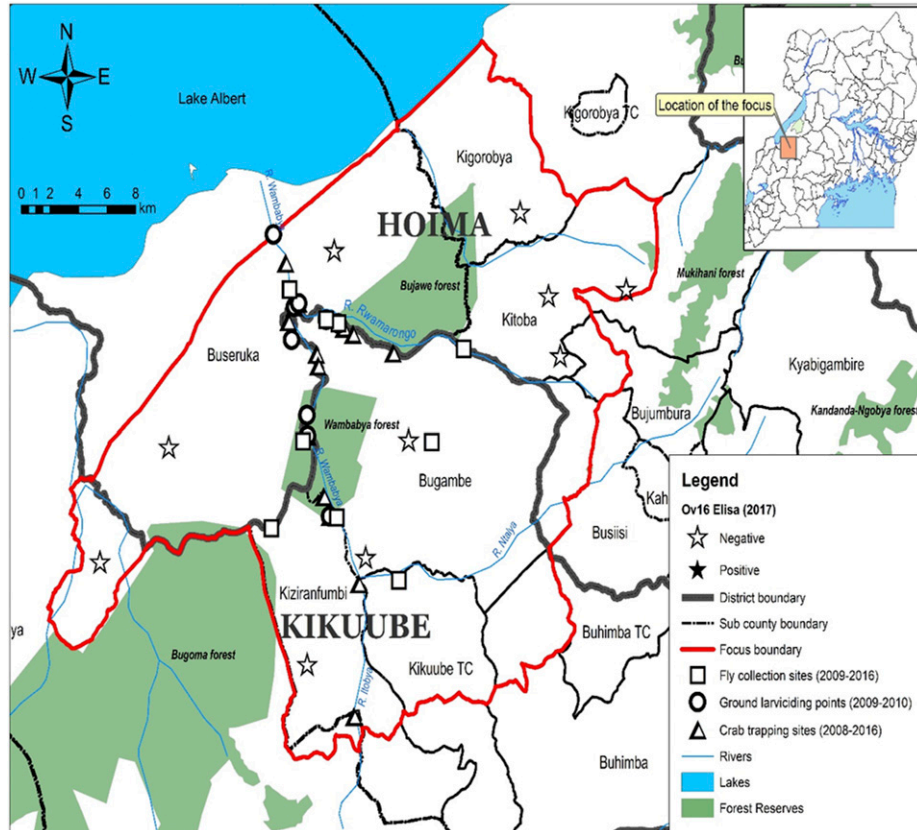 N
W E
S
Lake Albert
0 1 2 4 6 8
km
Location of the focus
Kigorobya TC
Kigorobya
R. Wambabya
HOIMA
Bujawe forest
Mukihani forest
Kitoba
R. Rwamarongo
Buseruka
Kyabigambire
Bujumbura
Kandanda-Ngobya forest
Wambabya forest
R. Wambabya
Bugambe
Kah
Busiisi
R. Ntalya
Kiziranfumbi
KIKUUBE
Buhimba TC
ya
Bugoma forest
Kikuube TC
R. Itobya
Buhimba
Legend
Ov16 Elisa (2017)
Negative
Positive
District boundary
Sub county boundary
Focus boundary
Fly collection sites (2009-2016)
Ground larviciding points (2009-2010)
Crab trapping sites (2008-2016)
Rivers
Lakes
Forest Reserves